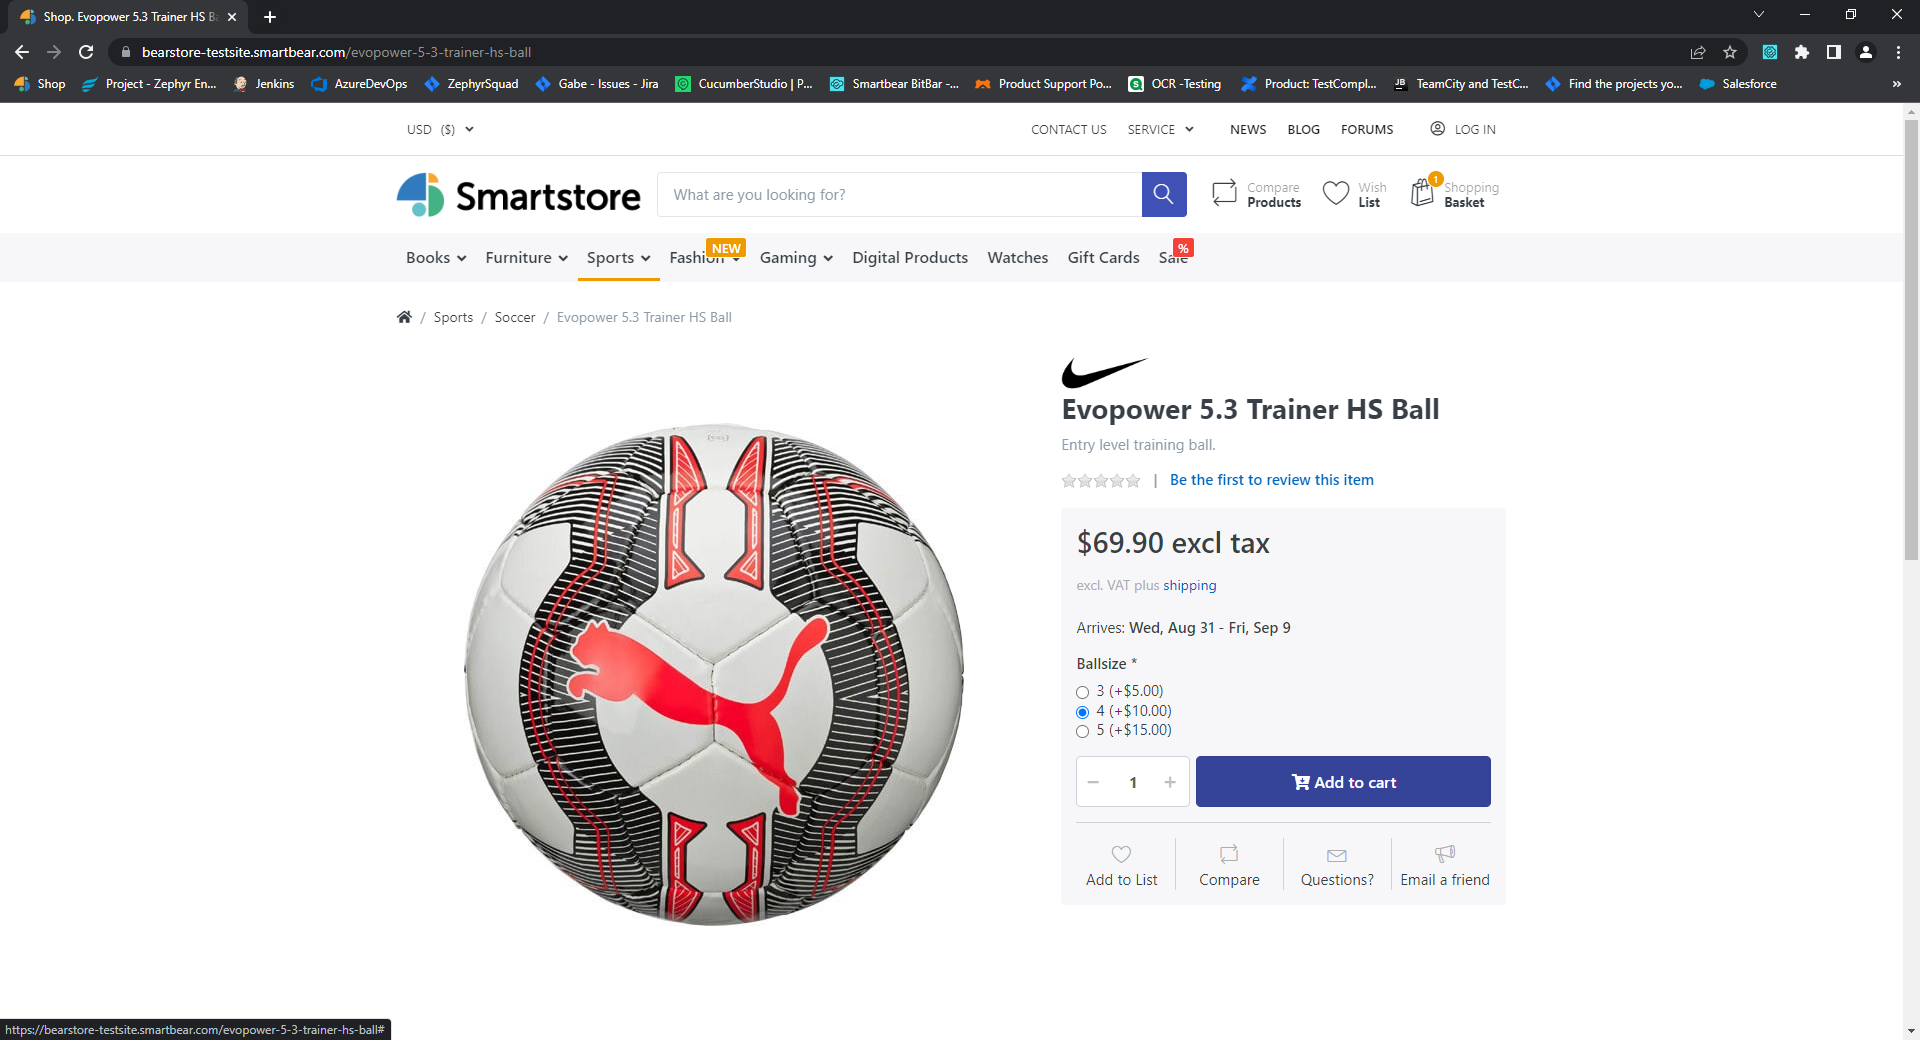 Shop. Evopower 5.3 Trainer HS B
bearstore-testsite.smartbear.com/evopower-5-3-trainer-hs-ball
Shop
Project - Zephyr En...
Jenkins
AzureDevOps
ZephyrSquad
Gabe - Issues - Jira
CucumberStudio | P...
Smartbear BitBar -...
Product Support Po...
OCR -Testing
Product: TestCompl...
JB
TeamCity and TestC...
Find the projects yo...
Salesforce
»
USD ($)
CONTACT US
SERVICE
NEWS
BLOG
FORUMS
LOG IN
Smartstore
What are you looking for?
Compare
Products
Wish
List
1
Shopping
Basket
Books
Furniture
Sports
Fashion
NEW
Gaming
Digital Products
Watches
Gift Cards
Sale
%
/ Sports / Soccer / Evopower 5.3 Trainer HS Ball
Evopower 5.3 Trainer HS Ball
Entry level training ball.
| Be the first to review this item
$69.90 excl tax
excl. VAT plus shipping
Arrives: Wed, Aug 31 - Fri, Sep 9
Ballsize *
3 (+$5.00)
4 (+$10.00)
5 (+$15.00)
− 1 +
Add to cart
Add to List
Compare
Questions?
Email a friend
https://bearstore-testsite.smartbear.com/evopower-5-3-trainer-hs-ball#